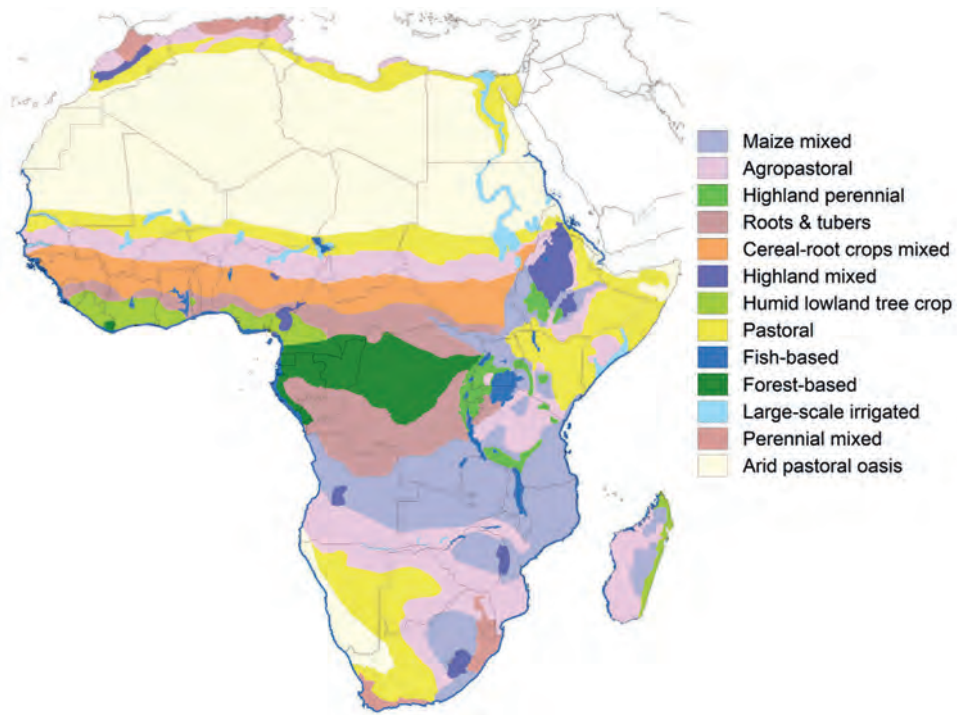 Maize mixed
Agropastoral
Highland perennial
Roots & tubers
Cereal-root crops mixed
Highland mixed
Humid lowland tree crop
Pastoral
Fish-based
Forest-based
Large-scale irrigated
Perennial mixed
Arid pastoral oasis